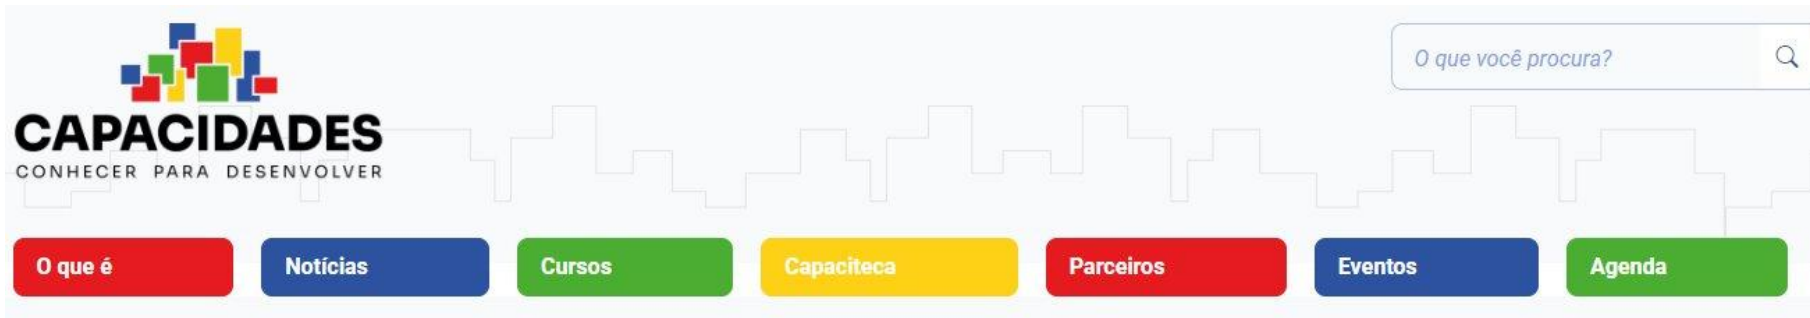 O que você procura?
CAPACIDADES
CONHECER PARA DESENVOLVER
O que é
Notícias
Cursos
Capaciteca
Parceiros
Eventos
Agenda